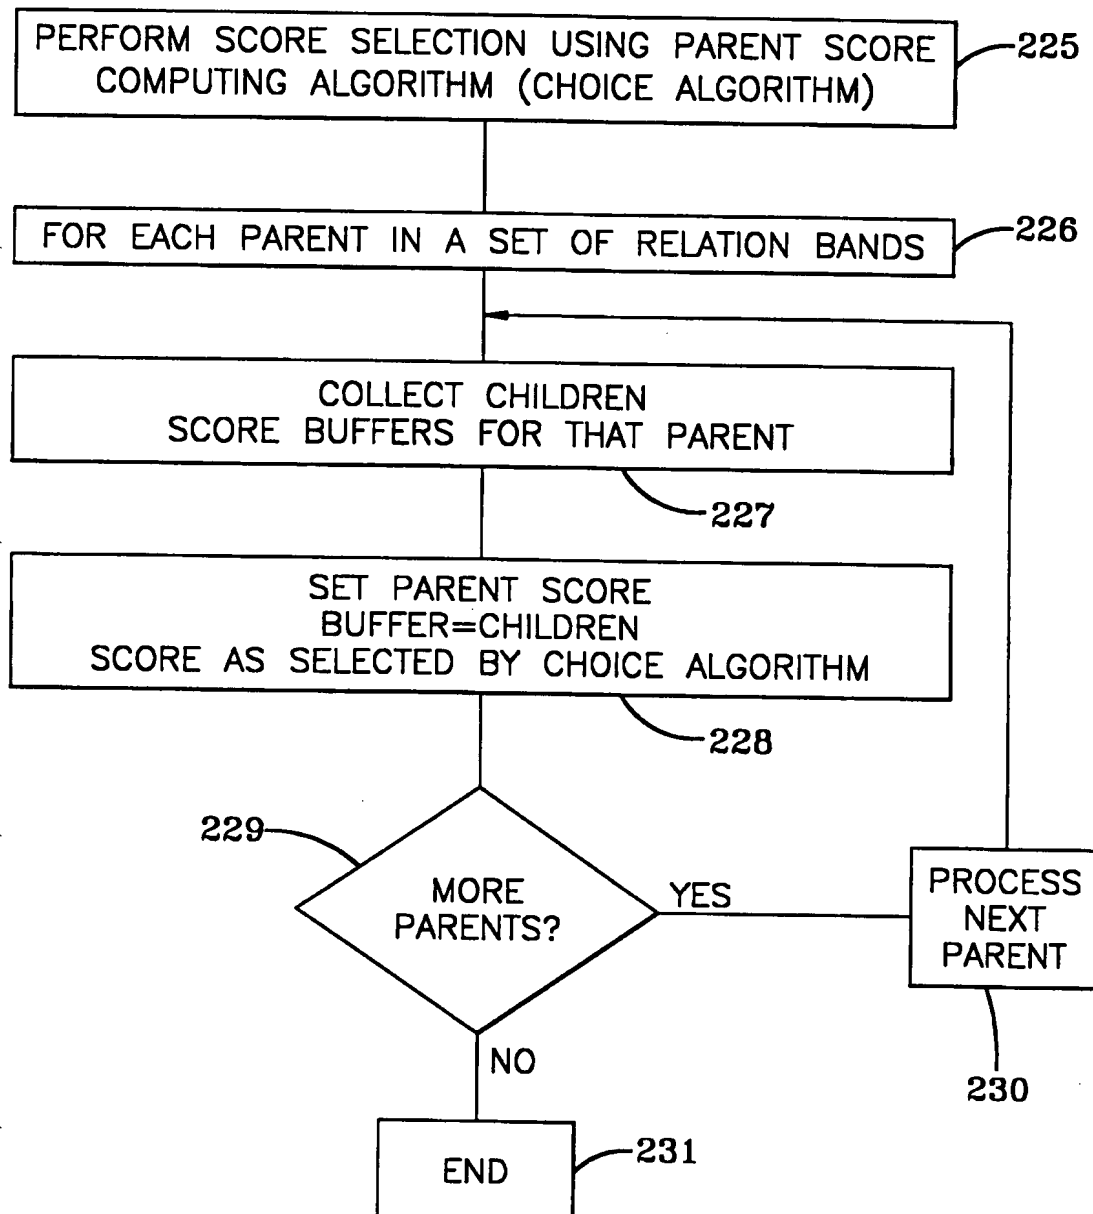 PERFORM SCORE SELECTION USING PARENT SCORE
COMPUTING ALGORITHM (CHOICE ALGORITHM)
225
FOR EACH PARENT IN A SET OF RELATION BANDS
226
COLLECT CHILDREN
SCORE BUFFERS FOR THAT PARENT
227
SET PARENT SCORE
BUFFER=CHILDREN
SCORE AS SELECTED BY CHOICE ALGORITHM
228
229
MORE
PARENTS?
YES
PROCESS
NEXT
PARENT
230
NO
END
231